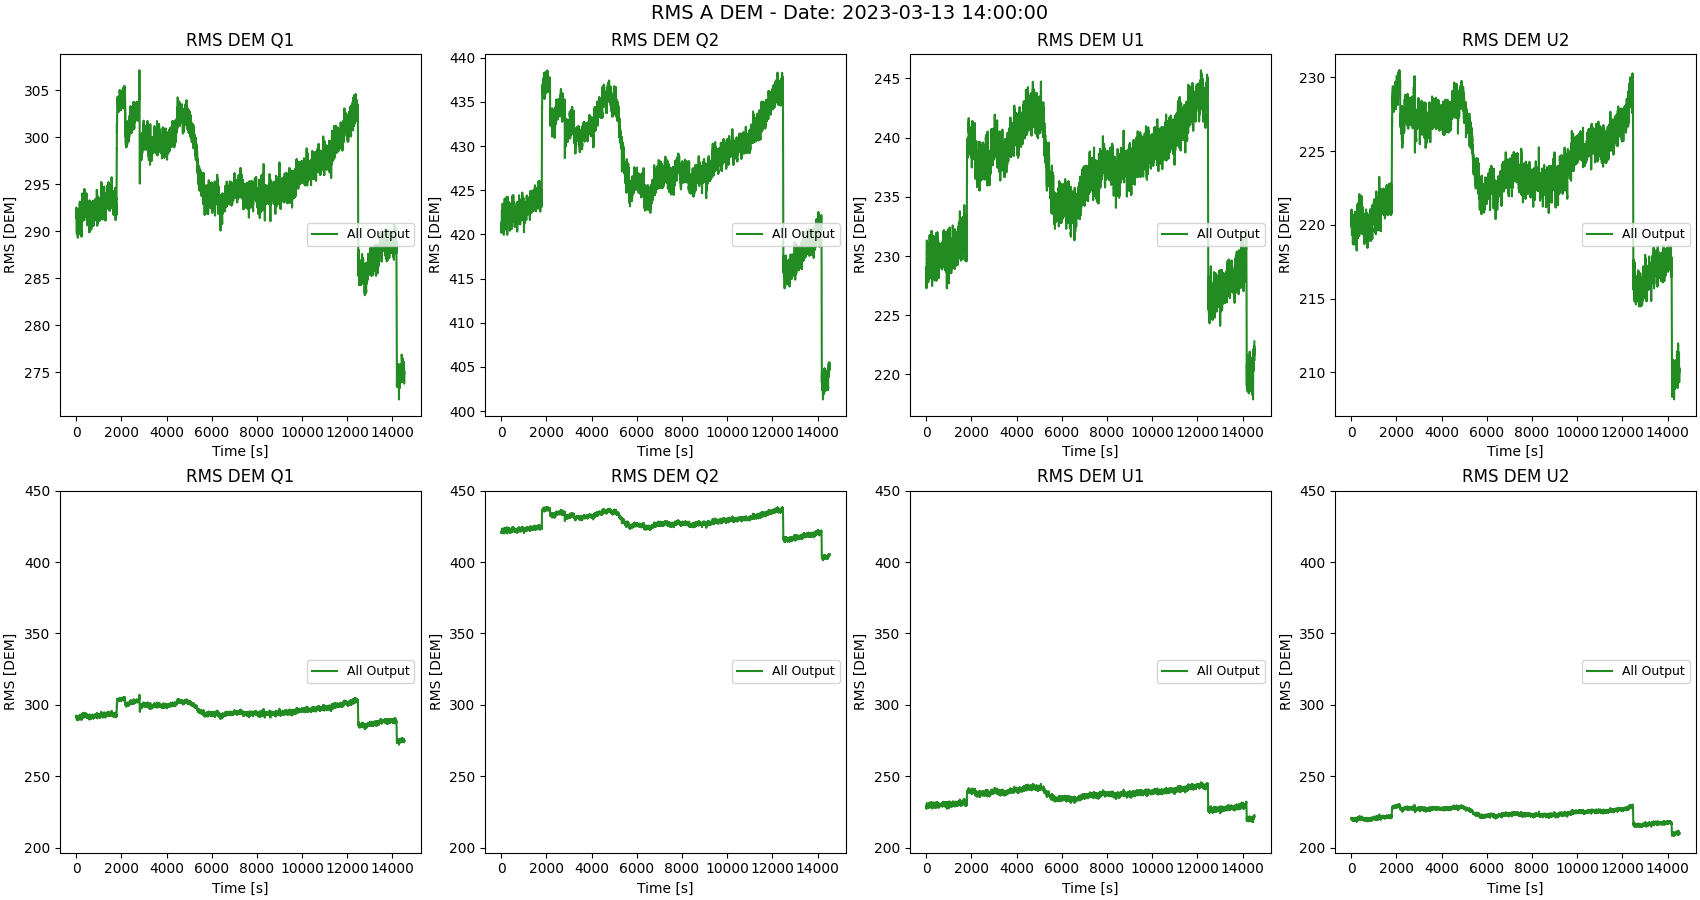 RMS A DEM - Date: 2023-03-13 14:00:00
RMS DEM Q1
RMS [DEM]
305
300
295
290
285
280
275
All Output
0 2000 4000 6000 8000 10000 12000 14000
Time [s]
RMS DEM Q2
RMS [DEM]
440
435
430
425
420
415
410
405
400
All Output
0 2000 4000 6000 8000 10000 12000 14000
Time [s]
RMS DEM U1
RMS [DEM]
245
240
235
230
225
220
All Output
0 2000 4000 6000 8000 10000 12000 14000
Time [s]
RMS DEM U2
RMS [DEM]
230
225
220
215
210
All Output
0 2000 4000 6000 8000 10000 12000 14000
Time [s]
RMS DEM Q1
RMS [DEM]
450
400
350
300
250
200
All Output
0 2000 4000 6000 8000 10000 12000 14000
Time [s]
RMS DEM Q2
RMS [DEM]
450
400
350
300
250
200
All Output
0 2000 4000 6000 8000 10000 12000 14000
Time [s]
RMS DEM U1
RMS [DEM]
450
400
350
300
250
200
All Output
0 2000 4000 6000 8000 10000 12000 14000
Time [s]
RMS DEM U2
RMS [DEM]
450
400
350
300
250
200
All Output
0 2000 4000 6000 8000 10000 12000 14000
Time [s]